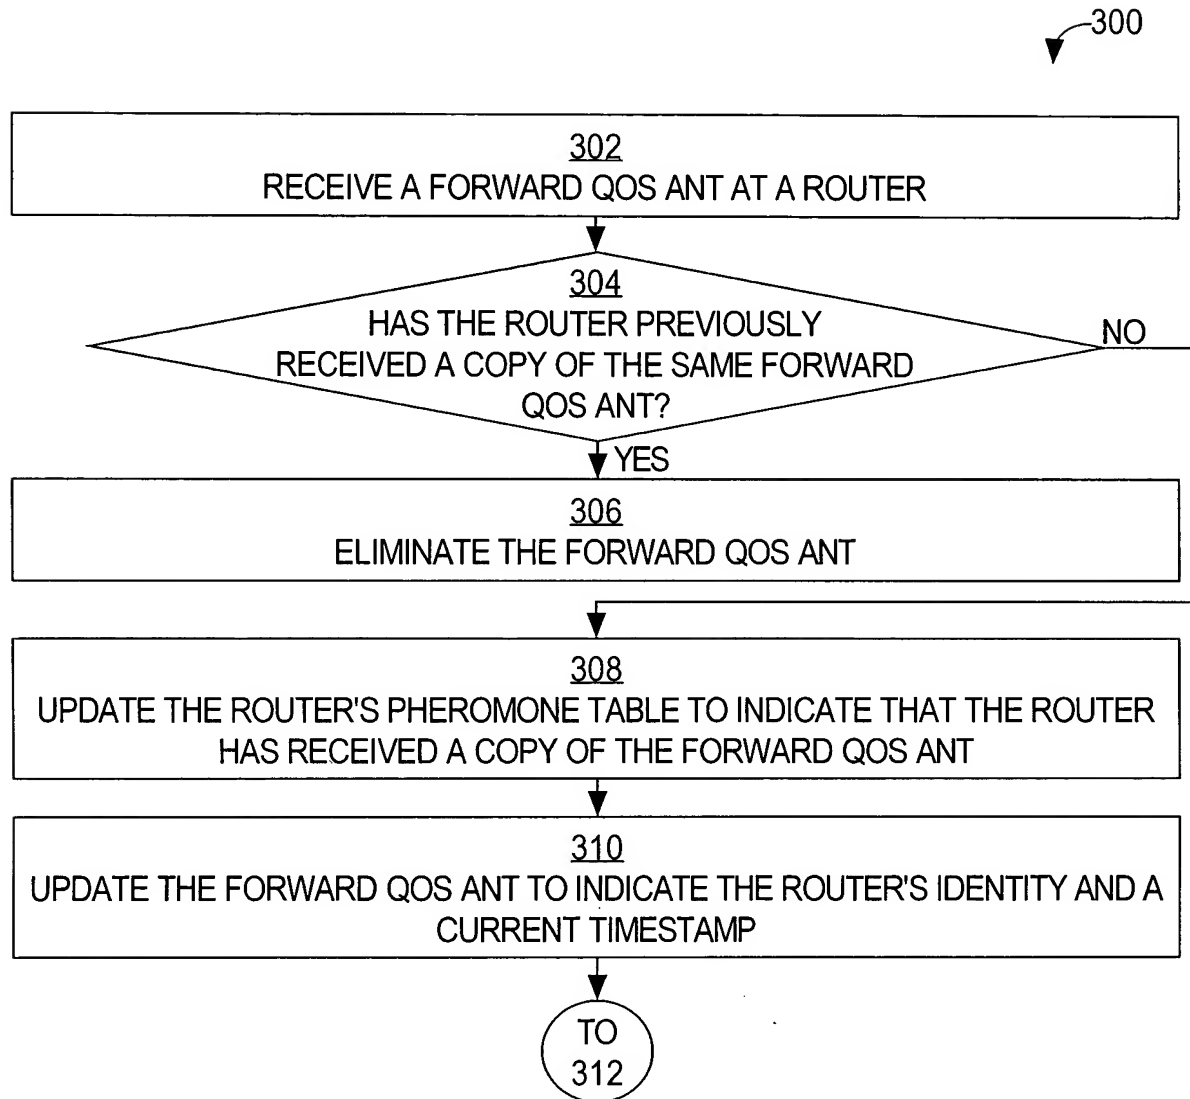 300
302
RECEIVE A FORWARD QOS ANT AT A ROUTER
304
HAS THE ROUTER PREVIOUSLY
RECEIVED A COPY OF THE SAME FORWARD
QOS ANT?
NO
YES
306
ELIMINATE THE FORWARD QOS ANT
308
UPDATE THE ROUTER'S PHEROMONE TABLE TO INDICATE THAT THE ROUTER
HAS RECEIVED A COPY OF THE FORWARD QOS ANT
310
UPDATE THE FORWARD QOS ANT TO INDICATE THE ROUTER'S IDENTITY AND A
CURRENT TIMESTAMP
TO
312